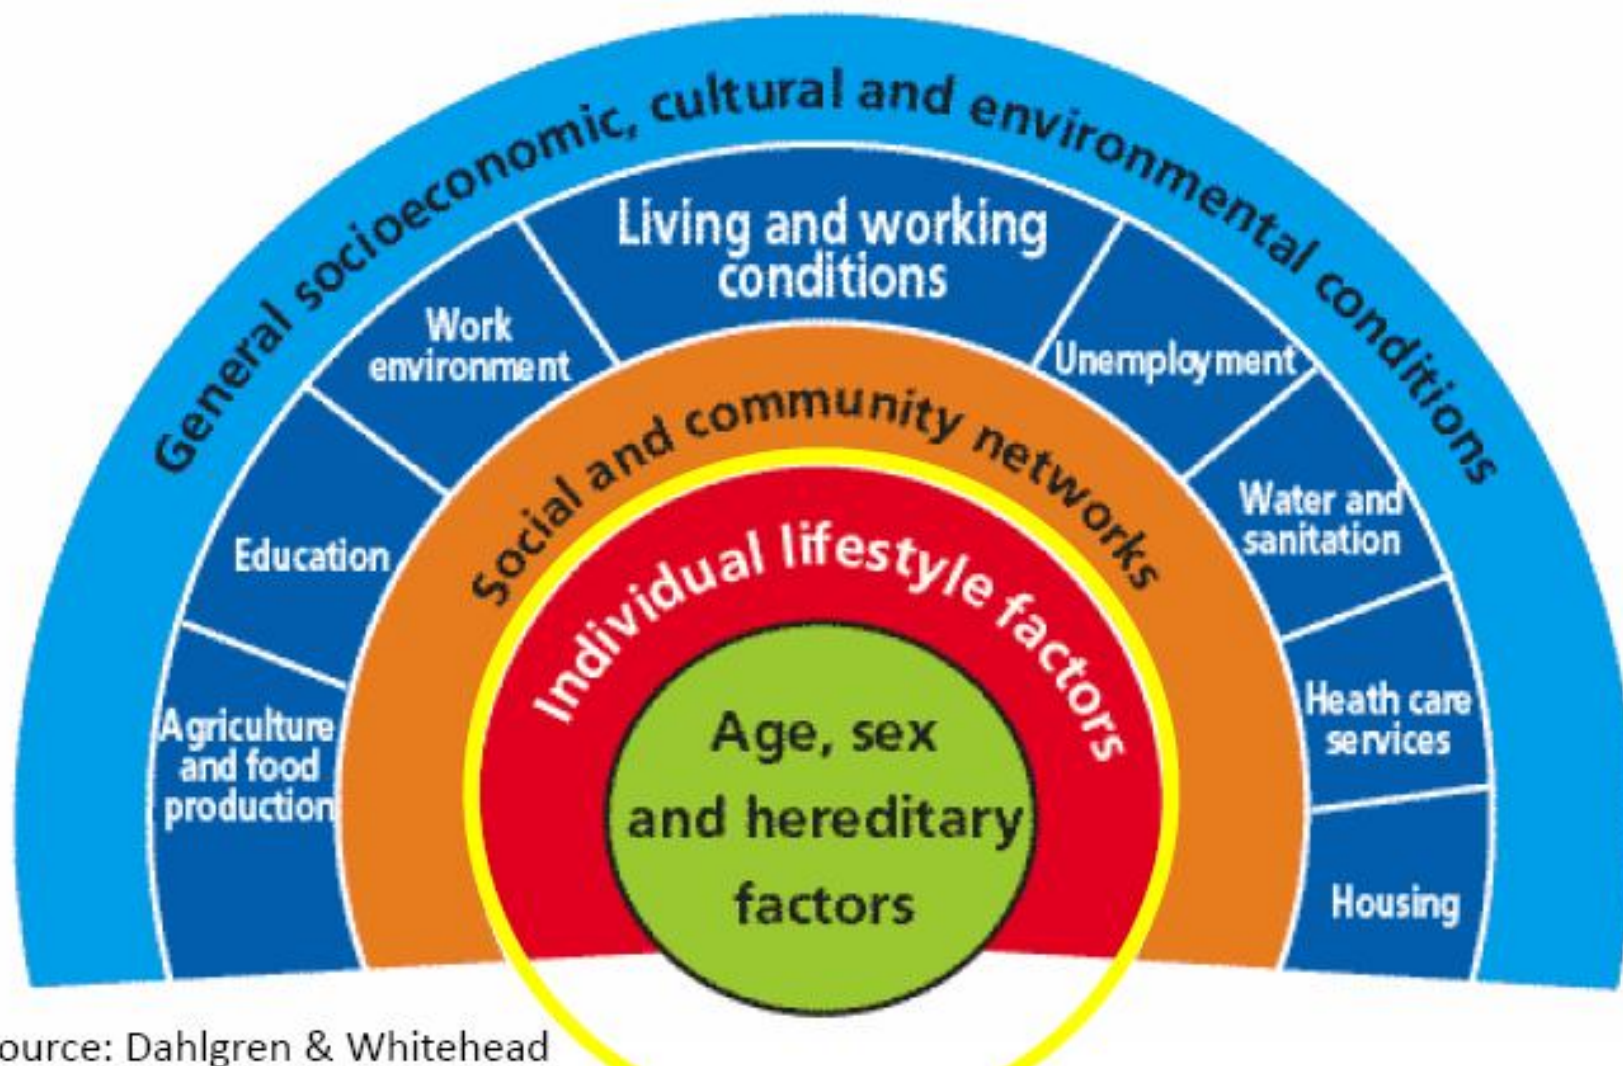 General socioeconomic, cultural and environmental conditions
Living and working
conditions
Work
environment
Unemployment
Education
Water and
sanitation
Agriculture
and food
production
Heath care
services
Housing
Social and community networks
Individual lifestyle factors
Age, sex
and hereditary
factors
ource: Dahlgren & Whitehead